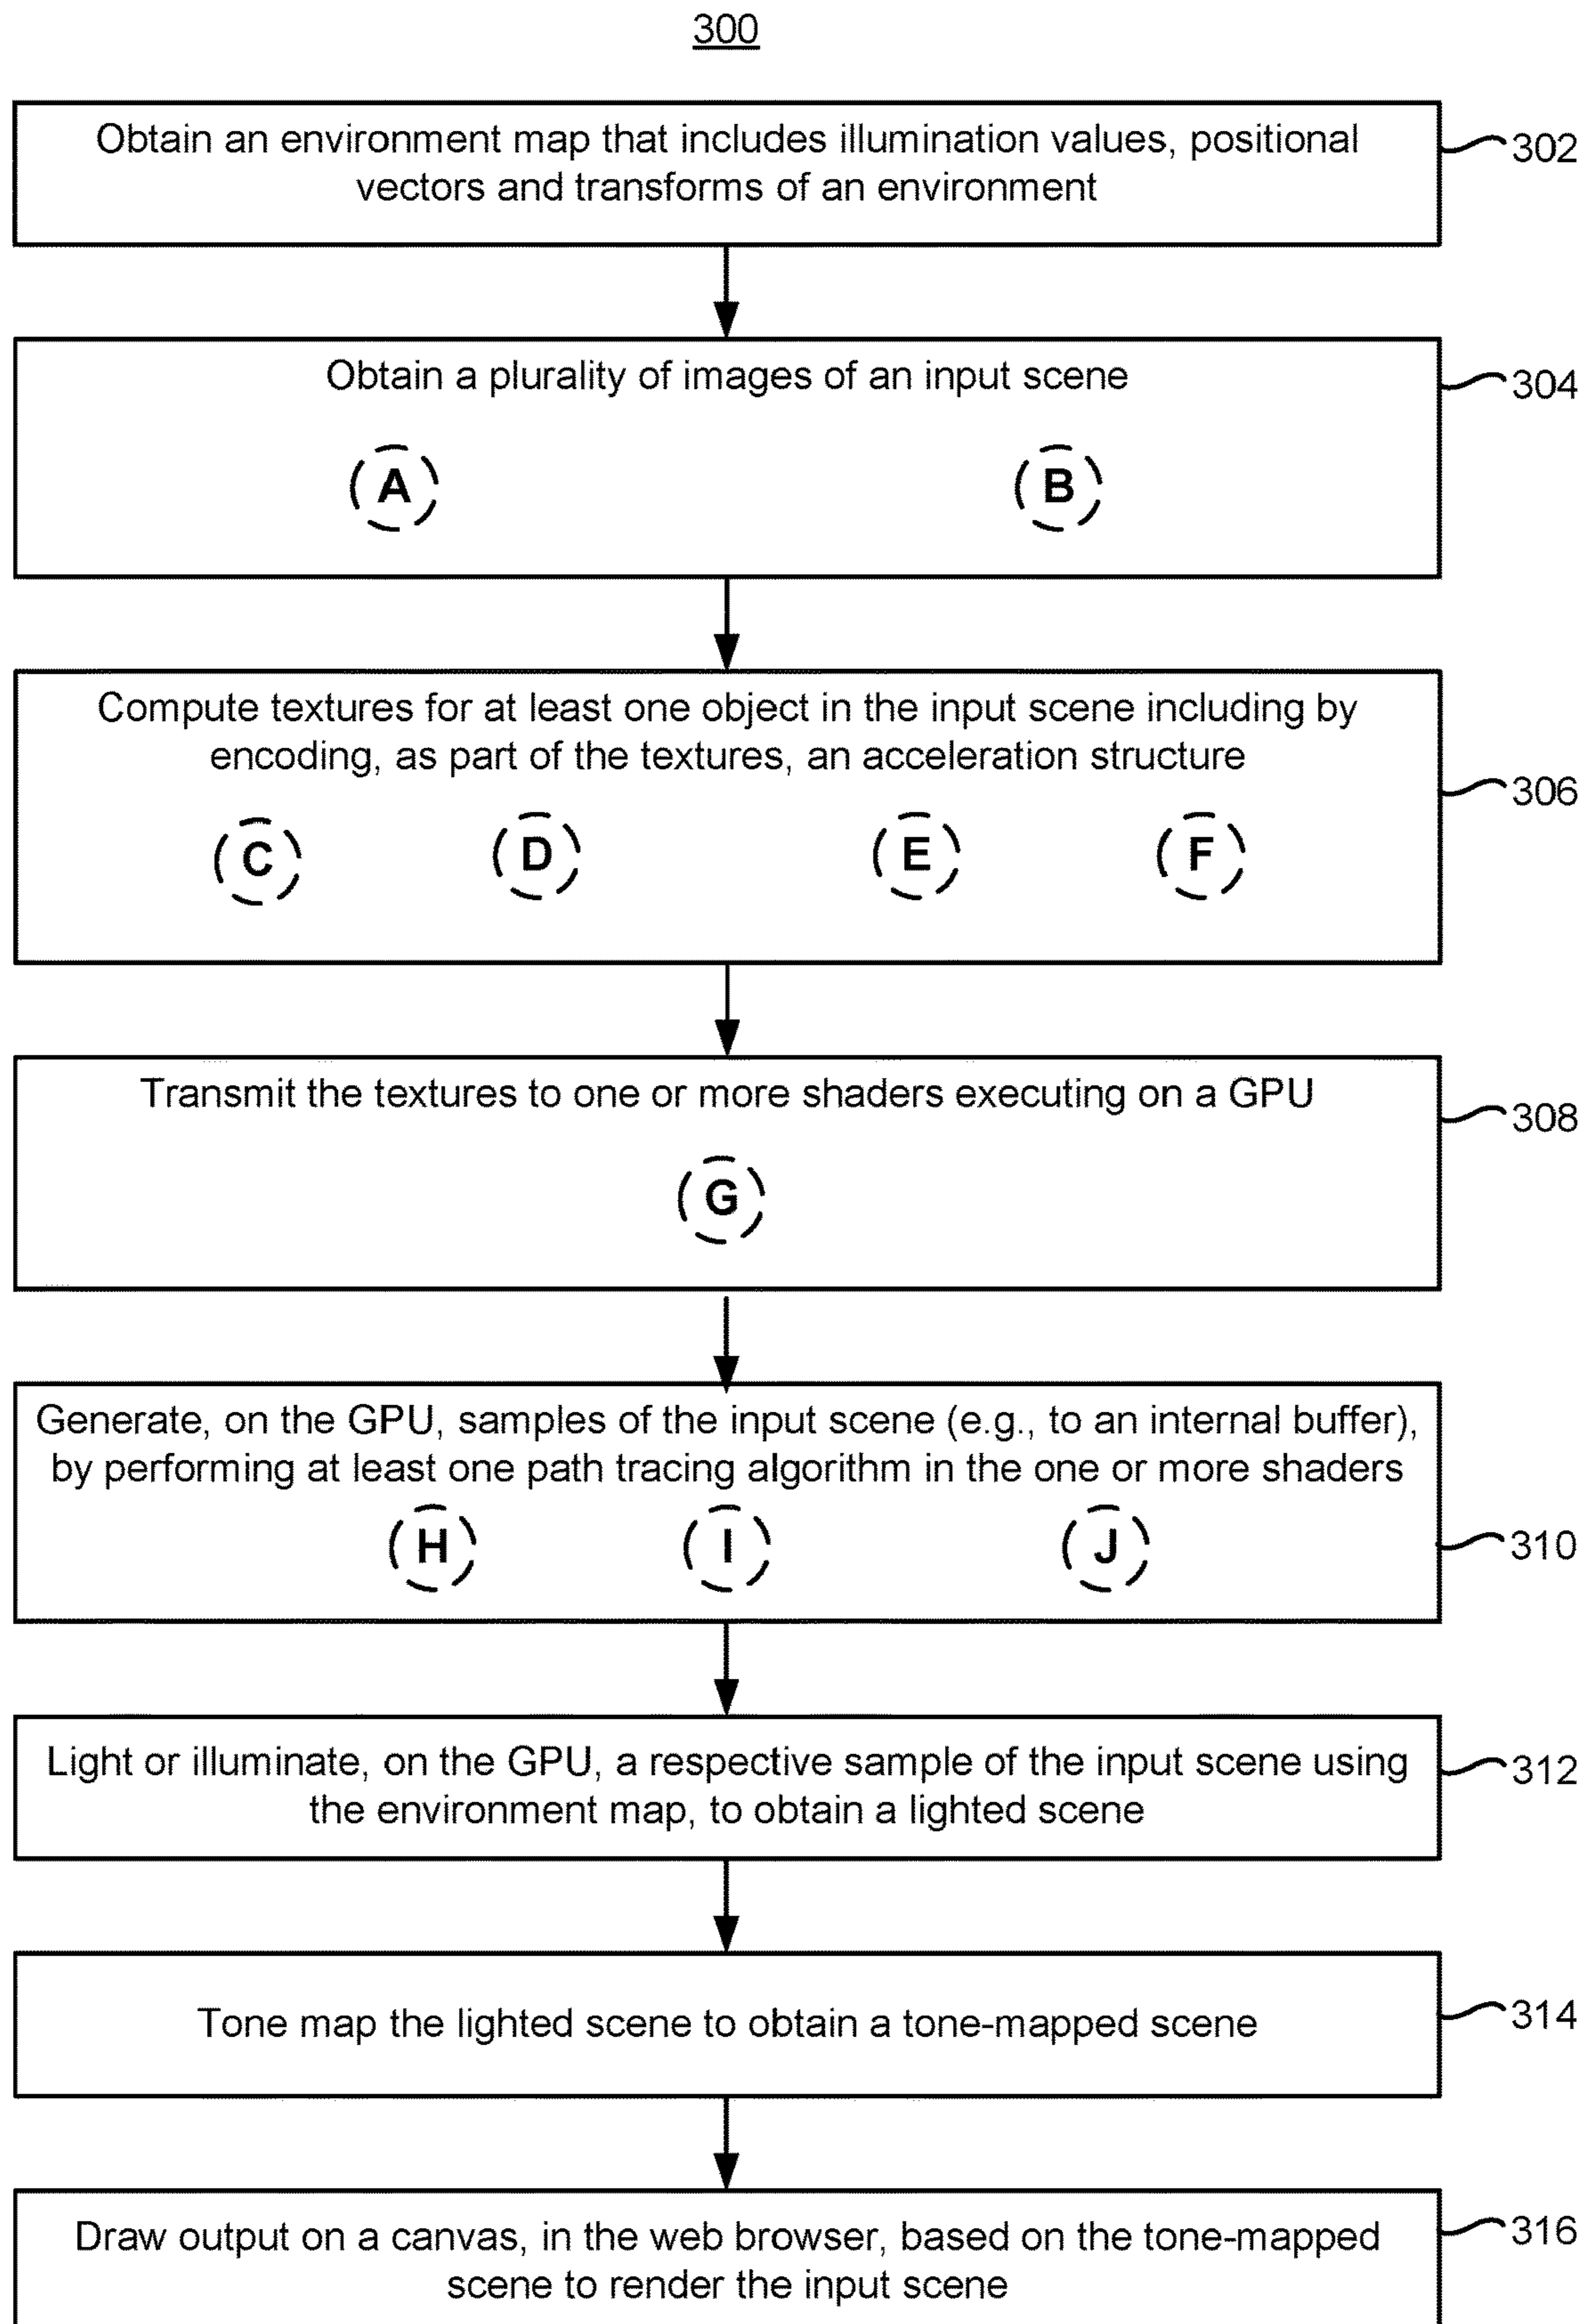 300
Obtain an environment map that includes illumination values, positional
vectors and transforms of an environment
302
Obtain a plurality of images of an input scene
304
A
B
Compute textures for at least one object in the input scene including by
encoding, as part of the textures, an acceleration structure
306
C
D
E
F
Transmit the textures to one or more shaders executing on a GPU
308
G
Generate, on the GPU, samples of the input scene (e.g., to an internal buffer),
by performing at least one path tracing algorithm in the one or more shaders
H
I
J
310
Light or illuminate, on the GPU, a respective sample of the input scene using
the environment map, to obtain a lighted scene
312
Tone map the lighted scene to obtain a tone-mapped scene
314
Draw output on a canvas, in the web browser, based on the tone-mapped
scene to render the input scene
316